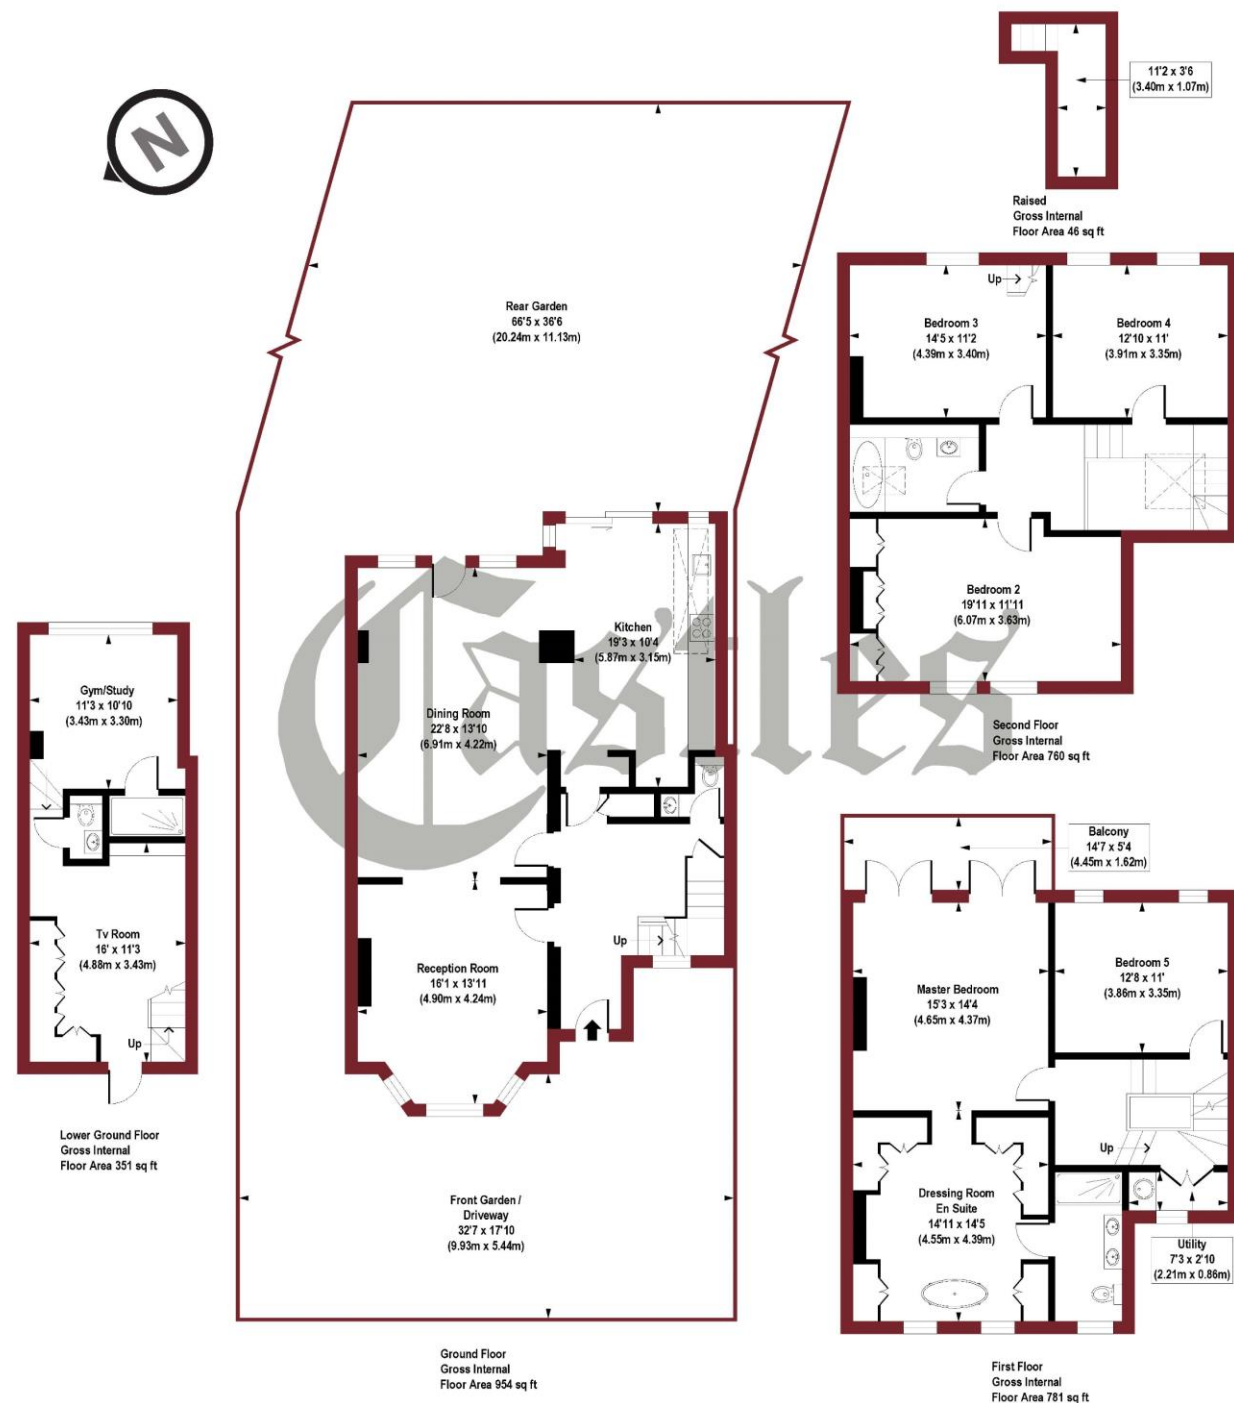 N
11'2 x 3'6
(3.40m x 1.07m)
Raised
Gross Internal
Floor Area 46 sq ft
Rear Garden
66'5 x 36'6
(20.24m x 11.13m)
Up
Bedroom 3
14'5 x 11'2
(4.39m x 3.40m)
Bedroom 4
12'10 x 11'
(3.91m x 3.35m)
Bedroom 2
19'11 x 11'11
(6.07m x 3.63m)
Second Floor
Gross Internal
Floor Area 760 sq ft
Castles
Kitchen
19'3 x 10'4
(5.87m x 3.15m)
Dining Room
22'8 x 13'10
(6.91m x 4.22m)
Reception Room
16'1 x 13'11
(4.90m x 4.24m)
Up
Front Garden /
Driveway
32'7 x 17'10
(9.93m x 5.44m)
Ground Floor
Gross Internal
Floor Area 954 sq ft
Gym/Study
11'3 x 10'10
(3.43m x 3.30m)
Tv Room
16' x 11'3
(4.88m x 3.43m)
Up
Lower Ground Floor
Gross Internal
Floor Area 351 sq ft
Balcony
14'7 x 5'4
(4.45m x 1.62m)
Master Bedroom
15'3 x 14'4
(4.65m x 4.37m)
Bedroom 5
12'8 x 11'
(3.86m x 3.35m)
Up
Dressing Room
En Suite
14'11 x 14'5
(4.55m x 4.39m)
Utility
7'3 x 2'10
(2.21m x 0.86m)
First Floor
Gross Internal
Floor Area 781 sq ft